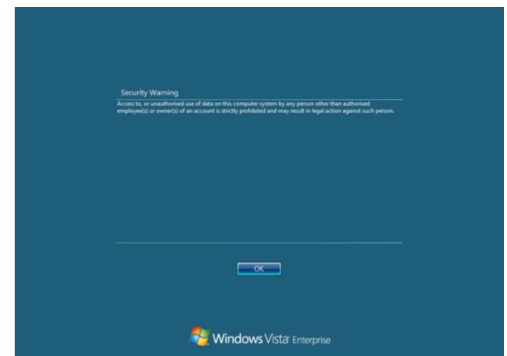 Security Warning
Access to, or unauthorised use of data on this computer system by any person other than authorised
employee(s) or owner(s) of an account is strictly prohibited and may result in legal action against such person.
OK
Windows Vista™ Enterprise